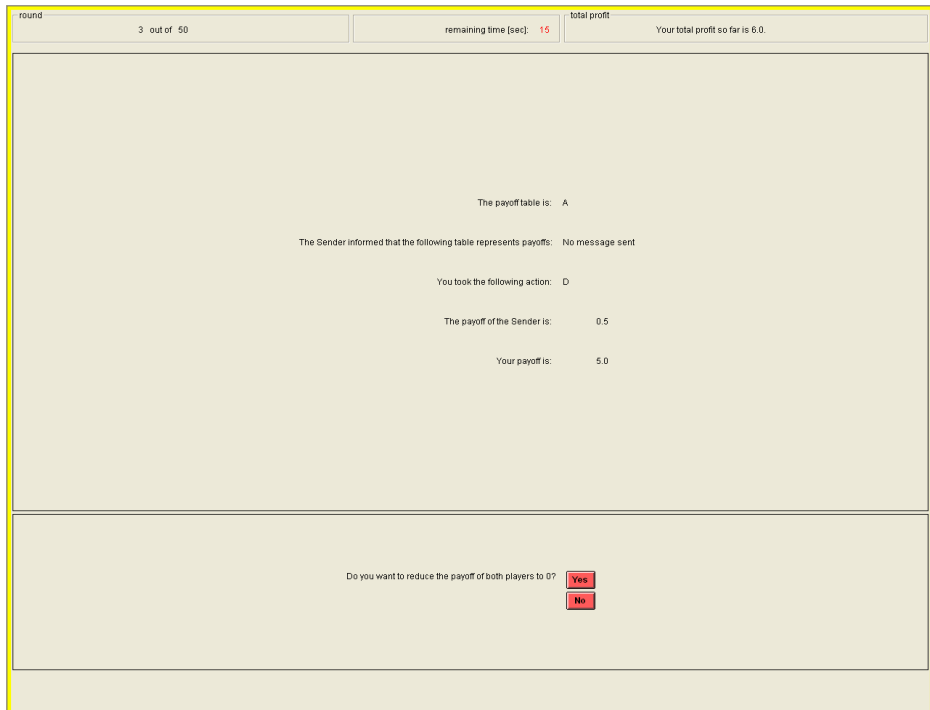 round
3 out of 50
remaining time [sec]: 15
total profit
Your total profit so far is 6.0.
The payoff table is: A
The Sender informed that the following table represents payoffs: No message sent
You took the following action: D
The payoff of the Sender is: 0.5
Your payoff is: 5.0
Do you want to reduce the payoff of both players to 0?
Yes
No